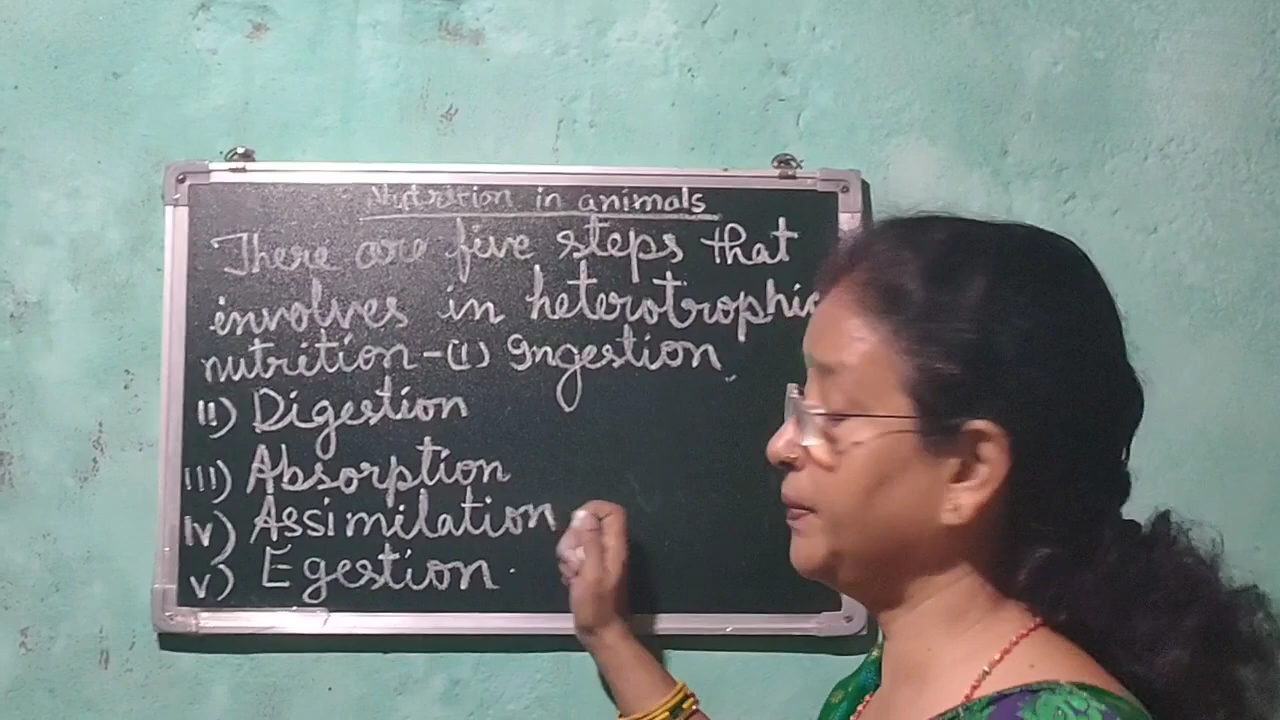 Nutrition in animals
There are five steps that
involves in heterotrophic
nutrition-(i) Ingestion
ii) Digestion
iii) Absorption
iv) Assimilation
v) Egestion.